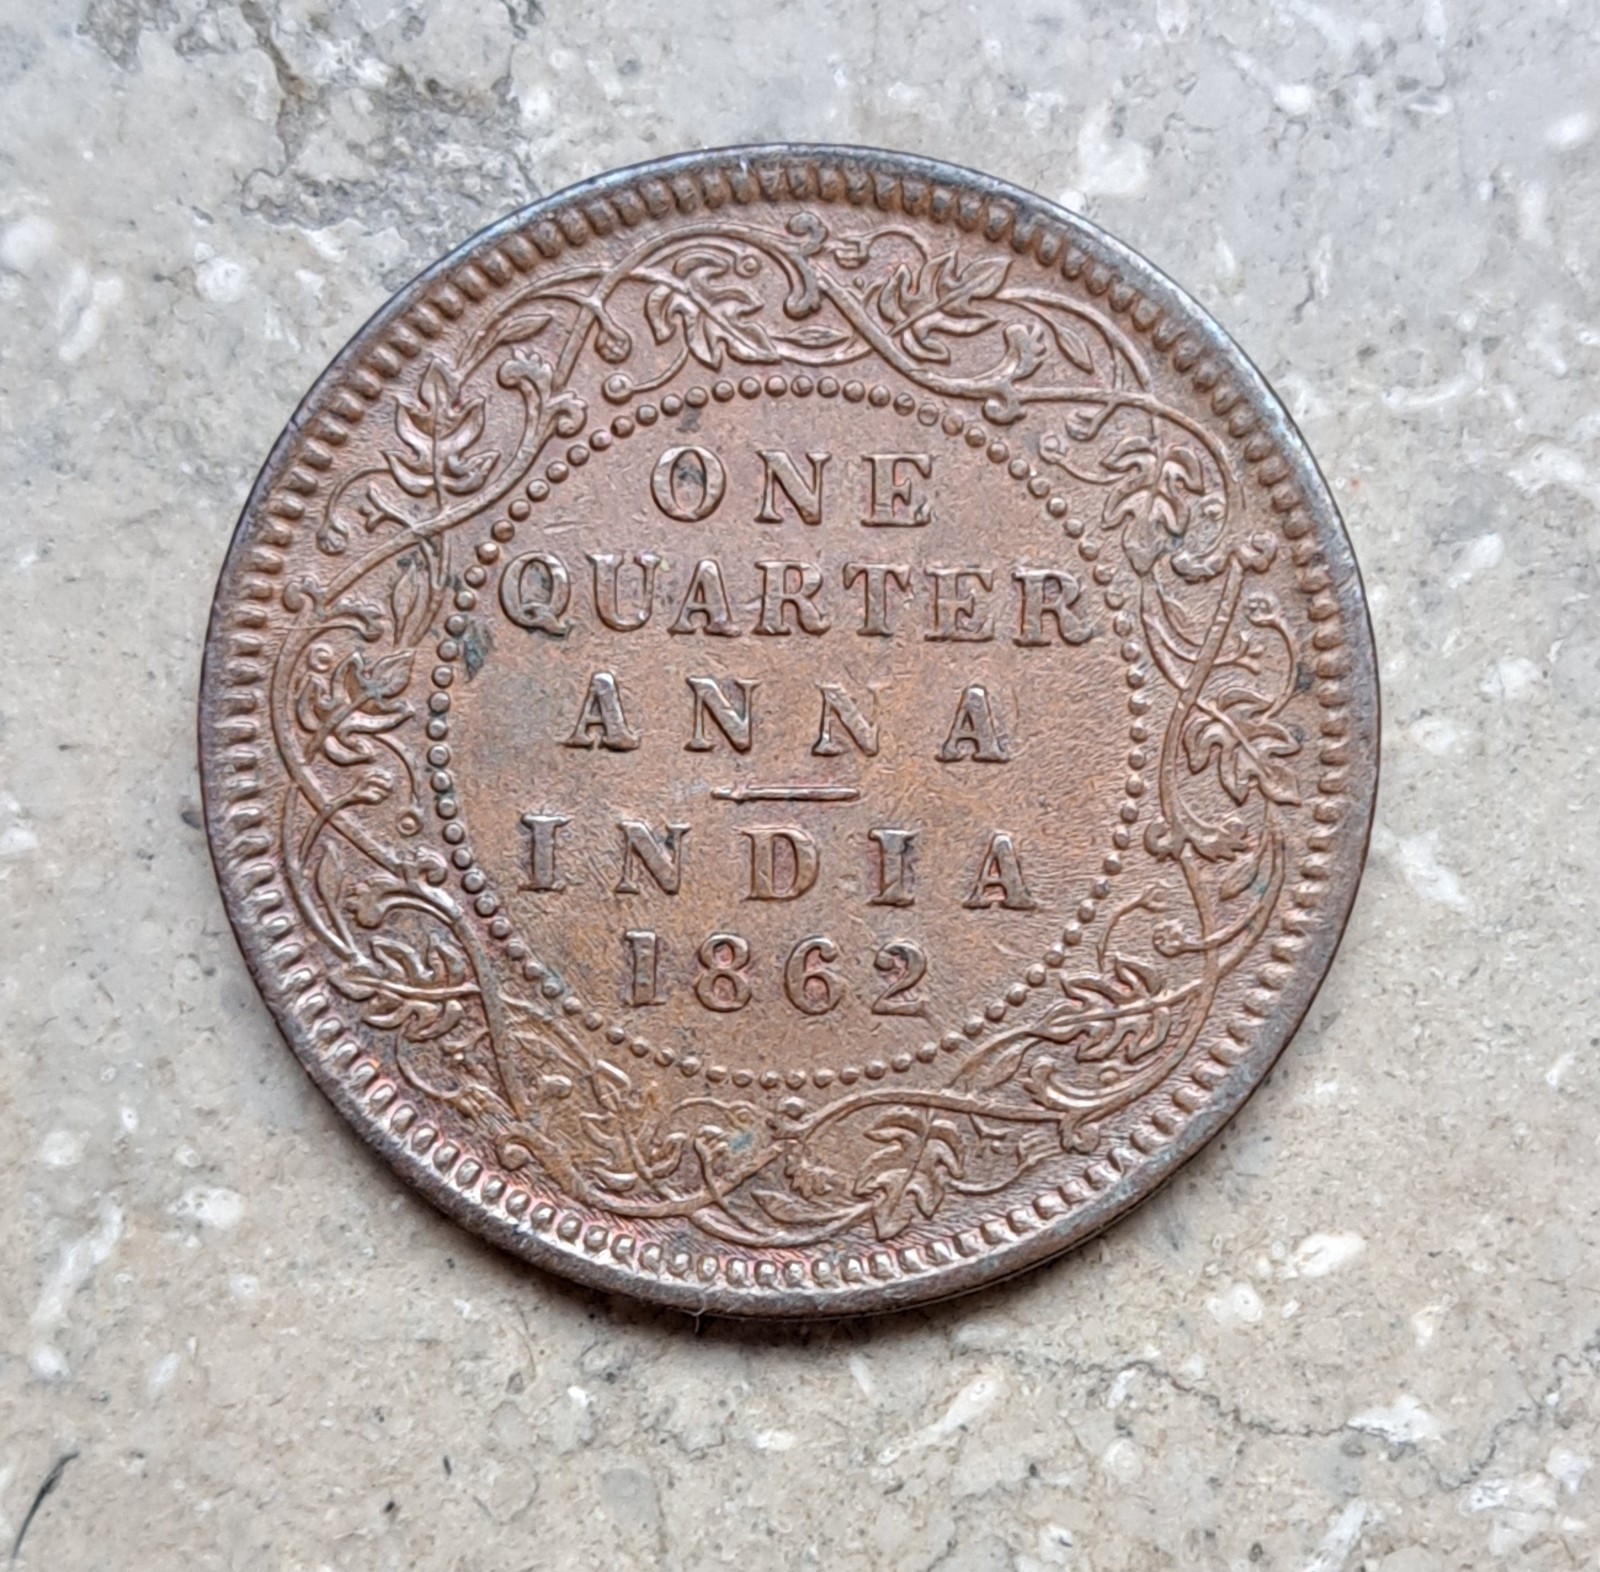 ONE
QUARTER
ANNA
INDIA
1862